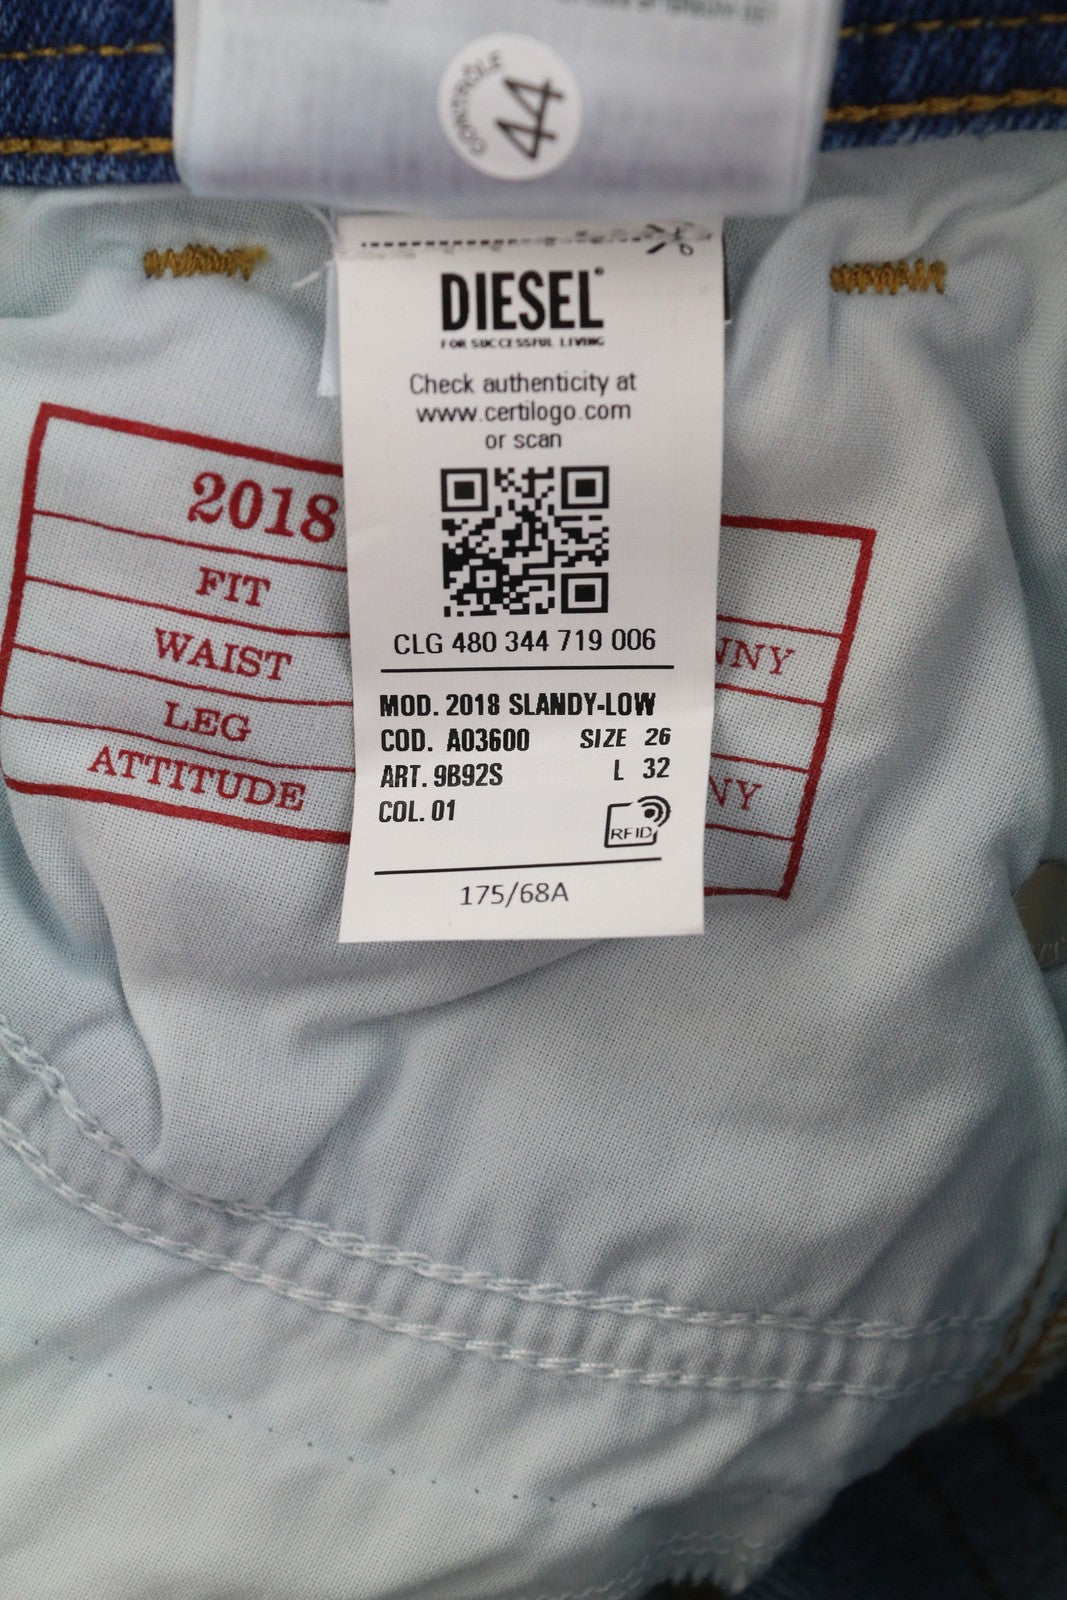 CONTRÔLE
44
DIESEL®
FOR SUCCESSFUL LIVING
Check authenticity at
www.certilogo.com
or scan
CLG 480 344 719 006
MOD. 2018 SLANDY-LOW
COD. A03600 SIZE 26
ART. 9B92S L 32
COL. 01
RFID
175/68A
2018
FIT
WAIST
LEG
ATTITUDE
NNY
NY